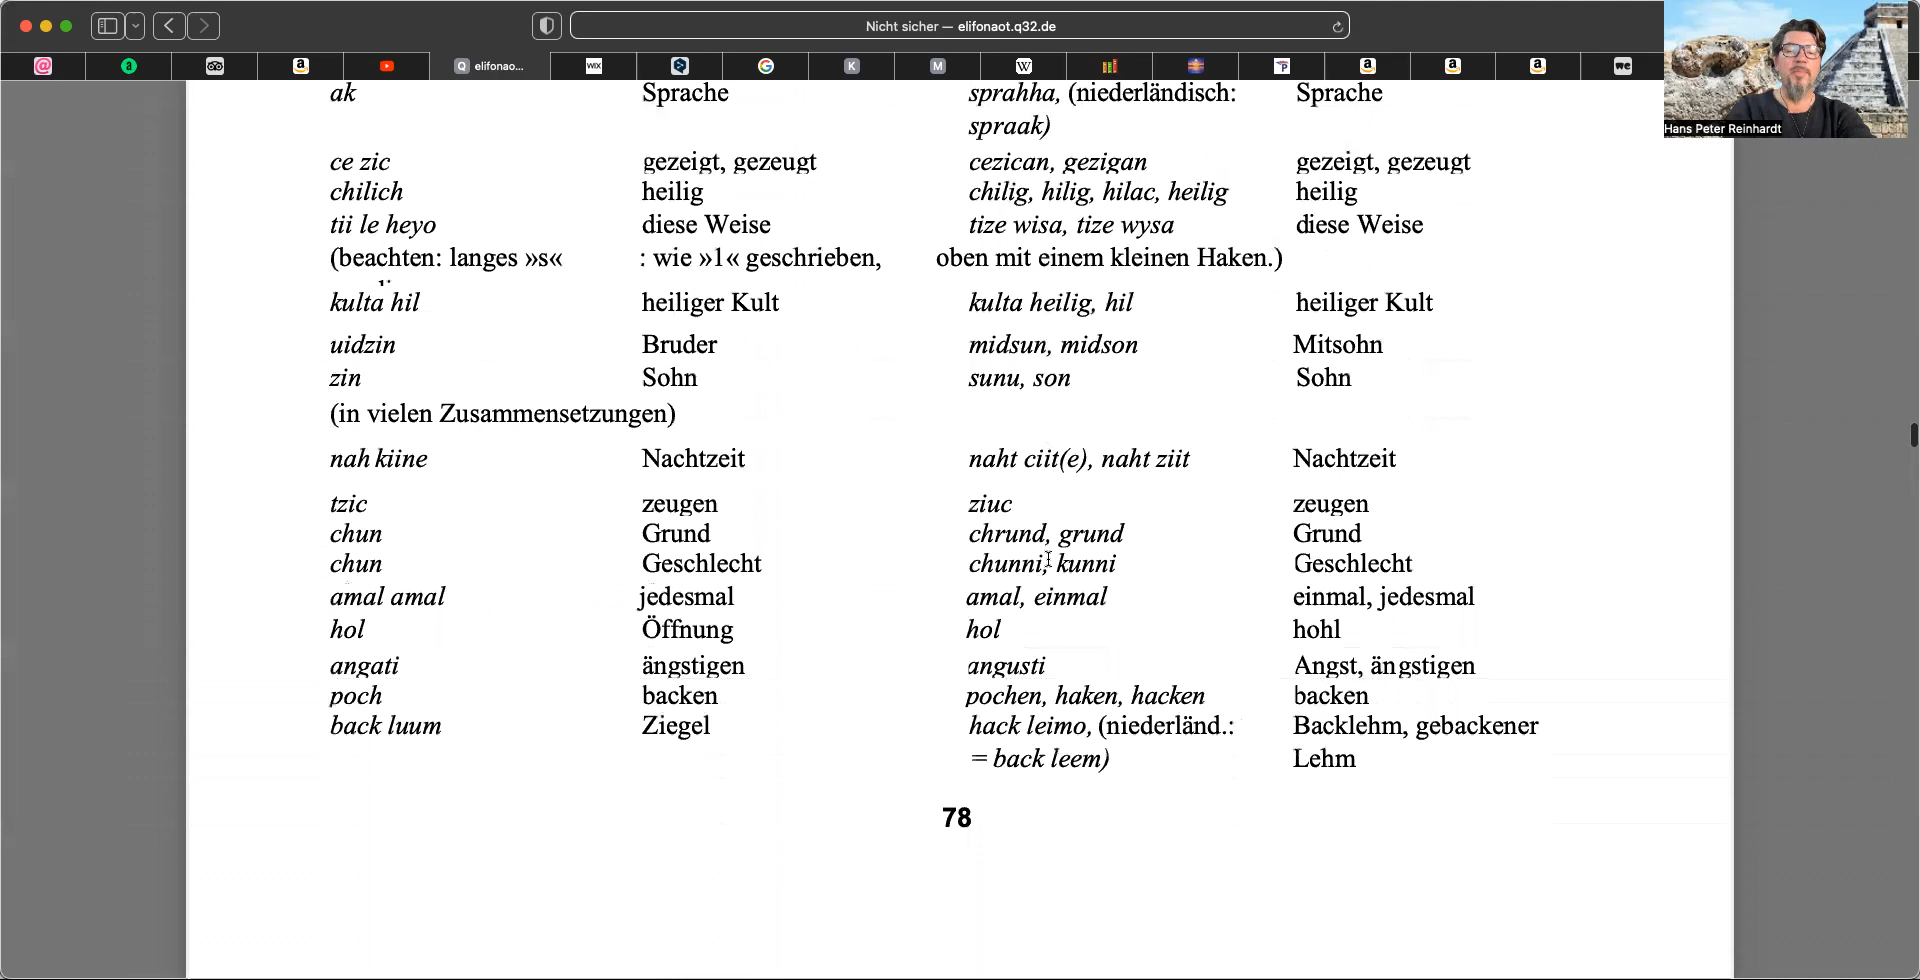 Nicht sicher — elifonaot.q32.de
elifonao...
Hans Peter Reinhardt
ak Sprache sprahha, (niederländisch: Sprache
spraak)
ce zic gezeigt, gezeugt cezican, gezigan gezeigt, gezeugt
chilich heilig chilig, hilig, hilac, heilig heilig
tii le heyo diese Weise tize wisa, tize wysa diese Weise
(beachten: langes »s« : wie »1« geschrieben, oben mit einem kleinen Haken.)
kulta hil heiliger Kult kulta heilig, hil heiliger Kult
uidzin Bruder midsun, midson Mitsohn
zin Sohn sunu, son Sohn
(in vielen Zusammensetzungen)
nah kiine Nachtzeit naht ciit(e), naht ziit Nachtzeit
tzic zeugen ziuc zeugen
chun Grund chrund, grund Grund
chun Geschlecht chunni, kunni Geschlecht
amal amal jedesmal amal, einmal einmal, jedesmal
hol Öffnung hol hohl
angati ängstigen angusti Angst, ängstigen
poch backen pochen, haken, hacken backen
back luum Ziegel hack leimo, (niederländ.: Backlehm, gebackener
= back leem) Lehm
78